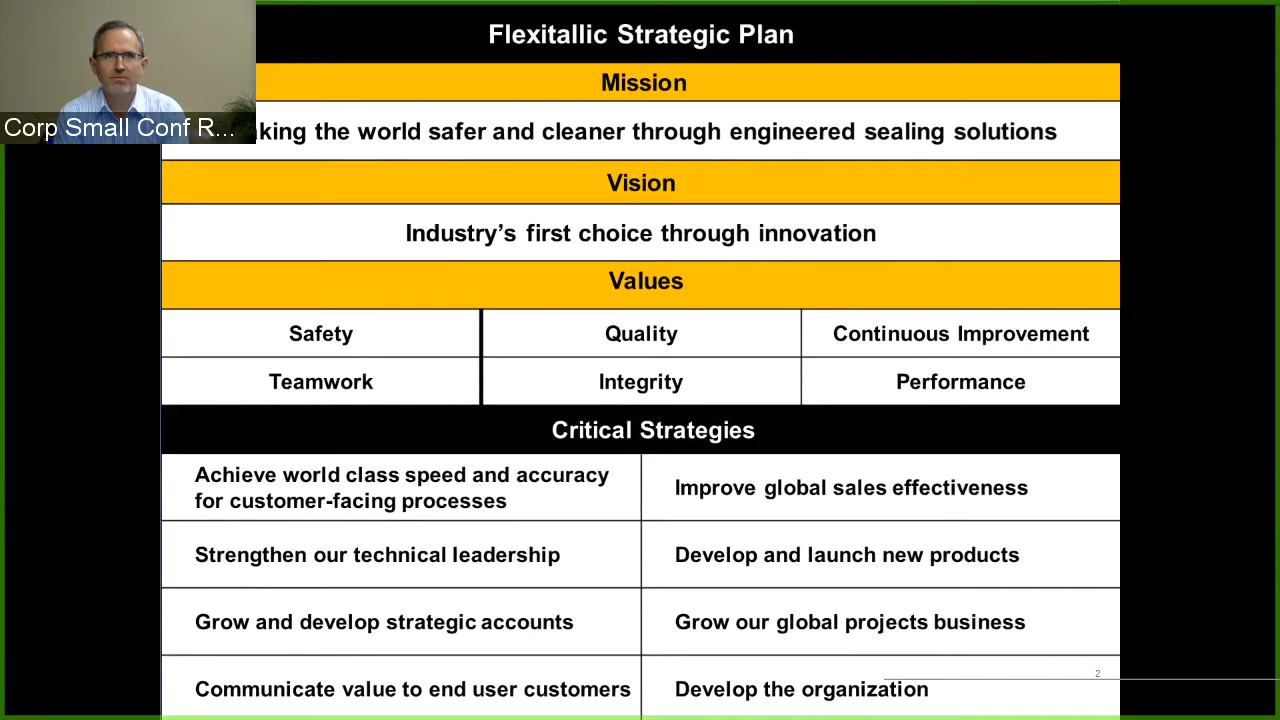 Flexitallic Strategic Plan
Mission
Corp Small Conf R...
king the world safer and cleaner through engineered sealing solutions
Vision
Industry's first choice through innovation
Values
Safety
Quality
Continuous Improvement
Teamwork
Integrity
Performance
Critical Strategies
Achieve world class speed and accuracy
for customer-facing processes
Improve global sales effectiveness
Strengthen our technical leadership
Develop and launch new products
Grow and develop strategic accounts
Grow our global projects business
2
Communicate value to end user customers
Develop the organization